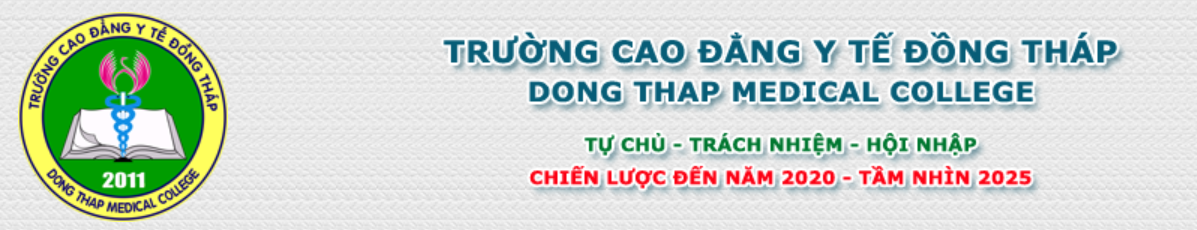 TRƯỜNG CAO ĐẲNG Y TẾ ĐỒNG THÁP
2011
DONG THAP MEDICAL COLLEGE
TRƯỜNG CAO ĐẲNG Y TẾ ĐỒNG THÁP
DONG THAP MEDICAL COLLEGE
TỰ CHỦ - TRÁCH NHIỆM - HỘI NHẬP
CHIẾN LƯỢC ĐẾN NĂM 2020 - TẦM NHÌN 2025